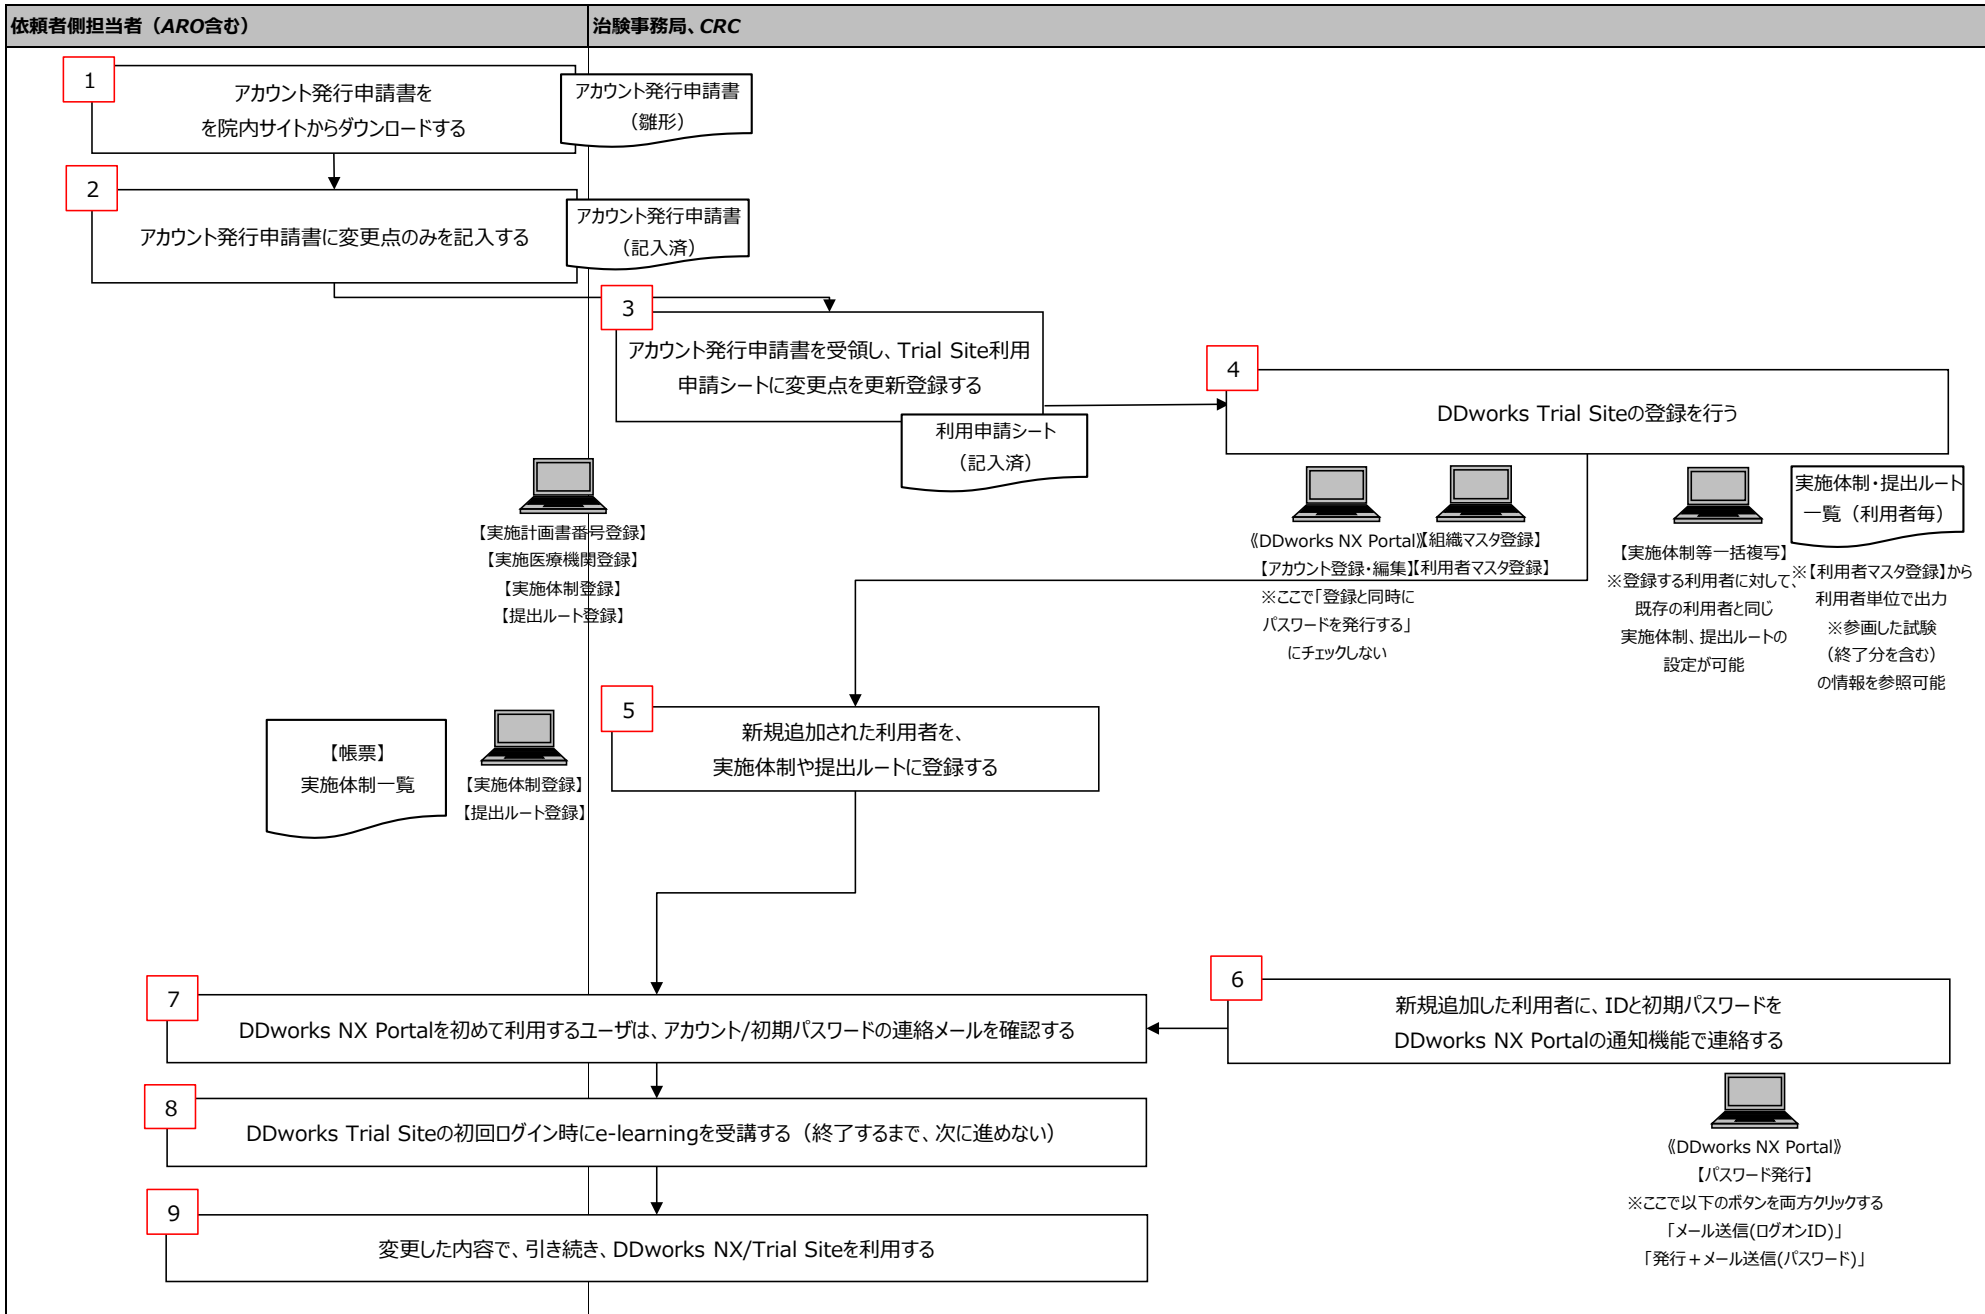 依頼者側担当者（ARO含む）
治験事務局、CRC
1
アカウント発行申請書を
を院内サイトからダウンロードする
アカウント発行申請書
（雛形）
2
アカウント発行申請書に変更点のみを記入する
アカウント発行申請書
（記入済）
3
アカウント発行申請書を受領し、Trial Site利用
申請シートに変更点を更新登録する
利用申請シート
（記入済）
4
DDworks Trial Siteの登録を行う
【実施計画書番号登録】
【実施医療機関登録】
【実施体制登録】
【提出ルート登録】
《DDworks NX Portal》
【アカウント登録・編集】
※ここで「登録と同時に
パスワードを発行する」
にチェックしない
【組織マスタ登録】
【利用者マスタ登録】
【実施体制等一括複写】
※登録する利用者に対して、
既存の利用者と同じ
実施体制、提出ルートの
設定が可能
実施体制・提出ルート
一覧（利用者毎）
※【利用者マスタ登録】から
利用者単位で出力
※参画した試験
（終了分を含む）
の情報を参照可能
5
新規追加された利用者を、
実施体制や提出ルートに登録する
【帳票】
実施体制一覧
【実施体制登録】
【提出ルート登録】
6
新規追加した利用者に、IDと初期パスワードを
DDworks NX Portalの通知機能で連絡する
《DDworks NX Portal》
【パスワード発行】
※ここで以下のボタンを両方クリックする
「メール送信(ログオンID)」
「発行＋メール送信(パスワード)」
7
DDworks NX Portalを初めて利用するユーザは、アカウント/初期パスワードの連絡メールを確認する
8
DDworks Trial Siteの初回ログイン時にe-learningを受講する（終了するまで、次に進めない）
9
変更した内容で、引き続き、DDworks NX/Trial Siteを利用する